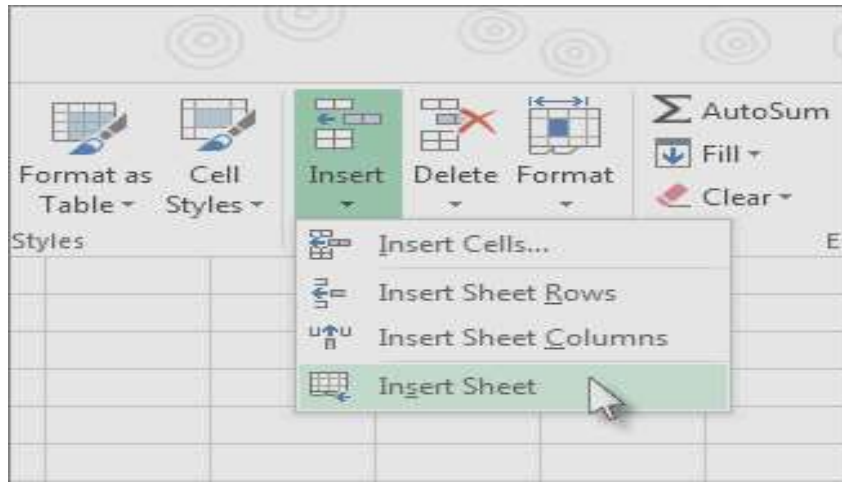 Format as Table
Cell Styles
Insert
Delete
Format
AutoSum
Fill
Clear
Styles
E
Insert Cells...
Insert Sheet Rows
Insert Sheet Columns
Insert Sheet